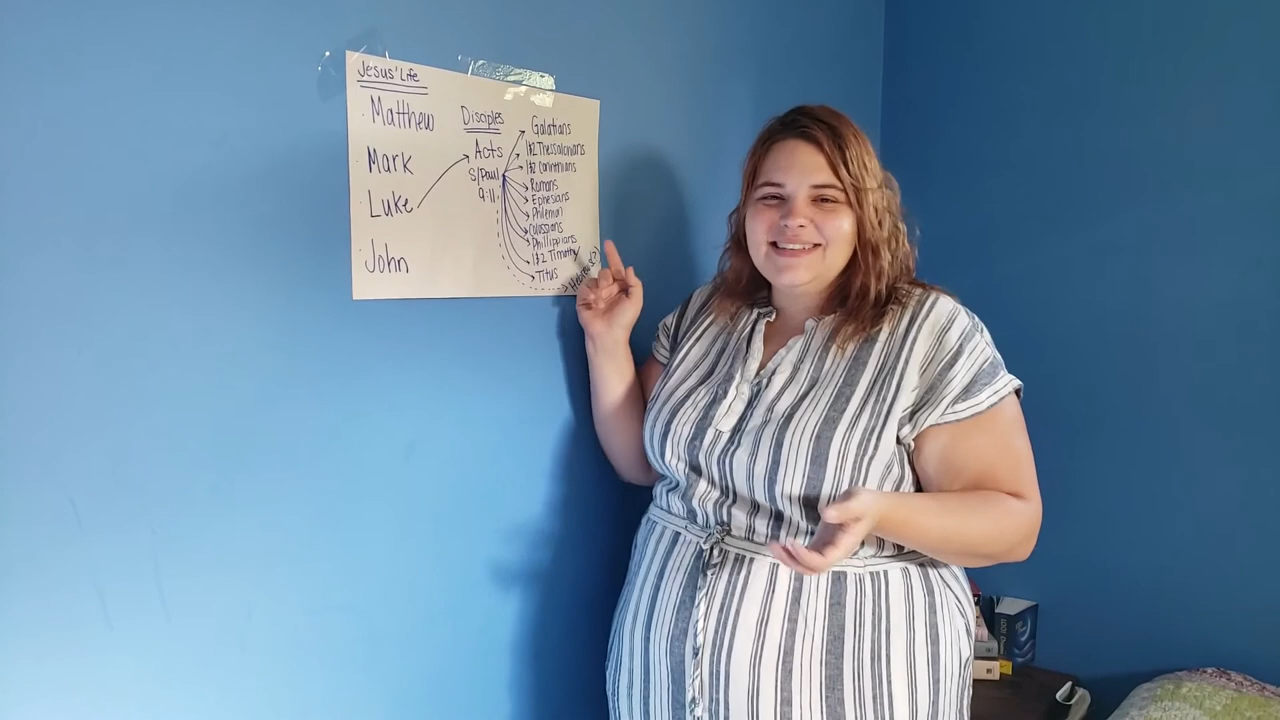 Jesus' Life
Matthew
Mark
Luke
John
Disciples
Acts
S/Paul
9:11
Galatians
1&2 Thessalonians
1&2 Corinthians
Romans
Ephesians
Philemon
Colossians
Phillippians
1&2 Timothy
Titus
Hebrews(?)